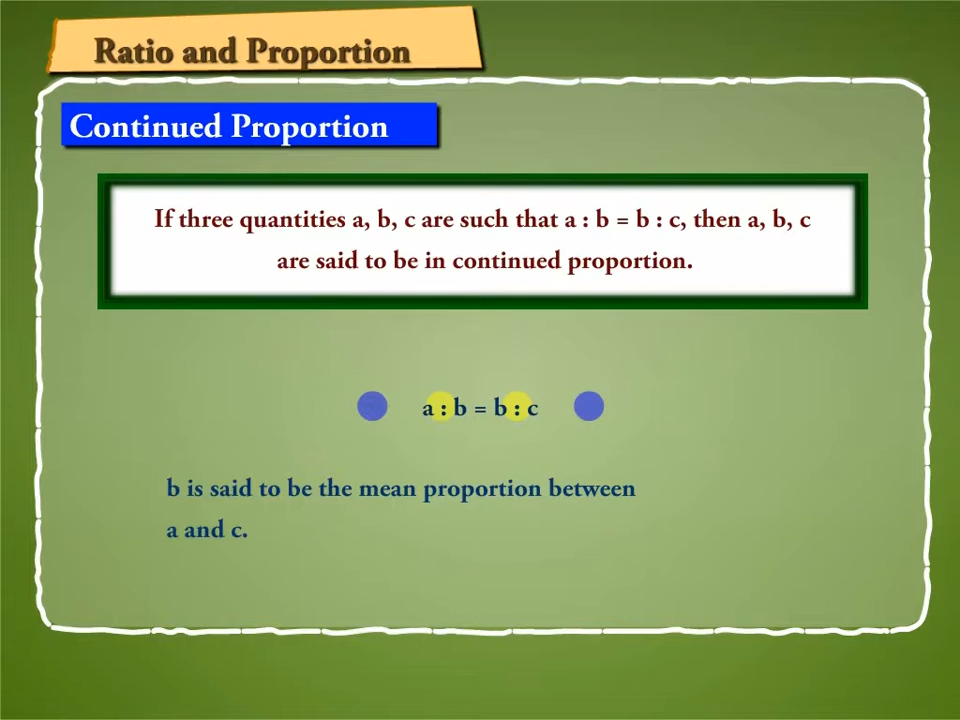 Ratio and Proportion
Continued Proportion
If three quantities a, b, c are such that a : b = b : c, then a, b, c
are said to be in continued proportion.
a : b = b : c
b is said to be the mean proportion between
a and c.